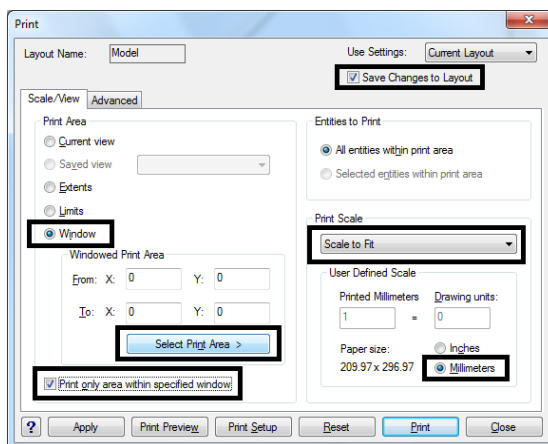 Print
Layout Name: Model
Use Settings: Current Layout
Save Changes to Layout
Scale/View Advanced
Print Area
Current view
Saved view
Extents
Limits
Window
Windowed Print Area
From: X: 0 Y: 0
To: X: 0 Y: 0
Select Print Area >
Print only area within specified window
Entities to Print
All entities within print area
Selected entities within print area
Print Scale
Scale to Fit
User Defined Scale
Printed Millimeters Drawing units:
1 = 0
Paper size: Inches
209.97 x 296.97 Millimeters
? Apply Print Preview Print Setup Reset Print Close